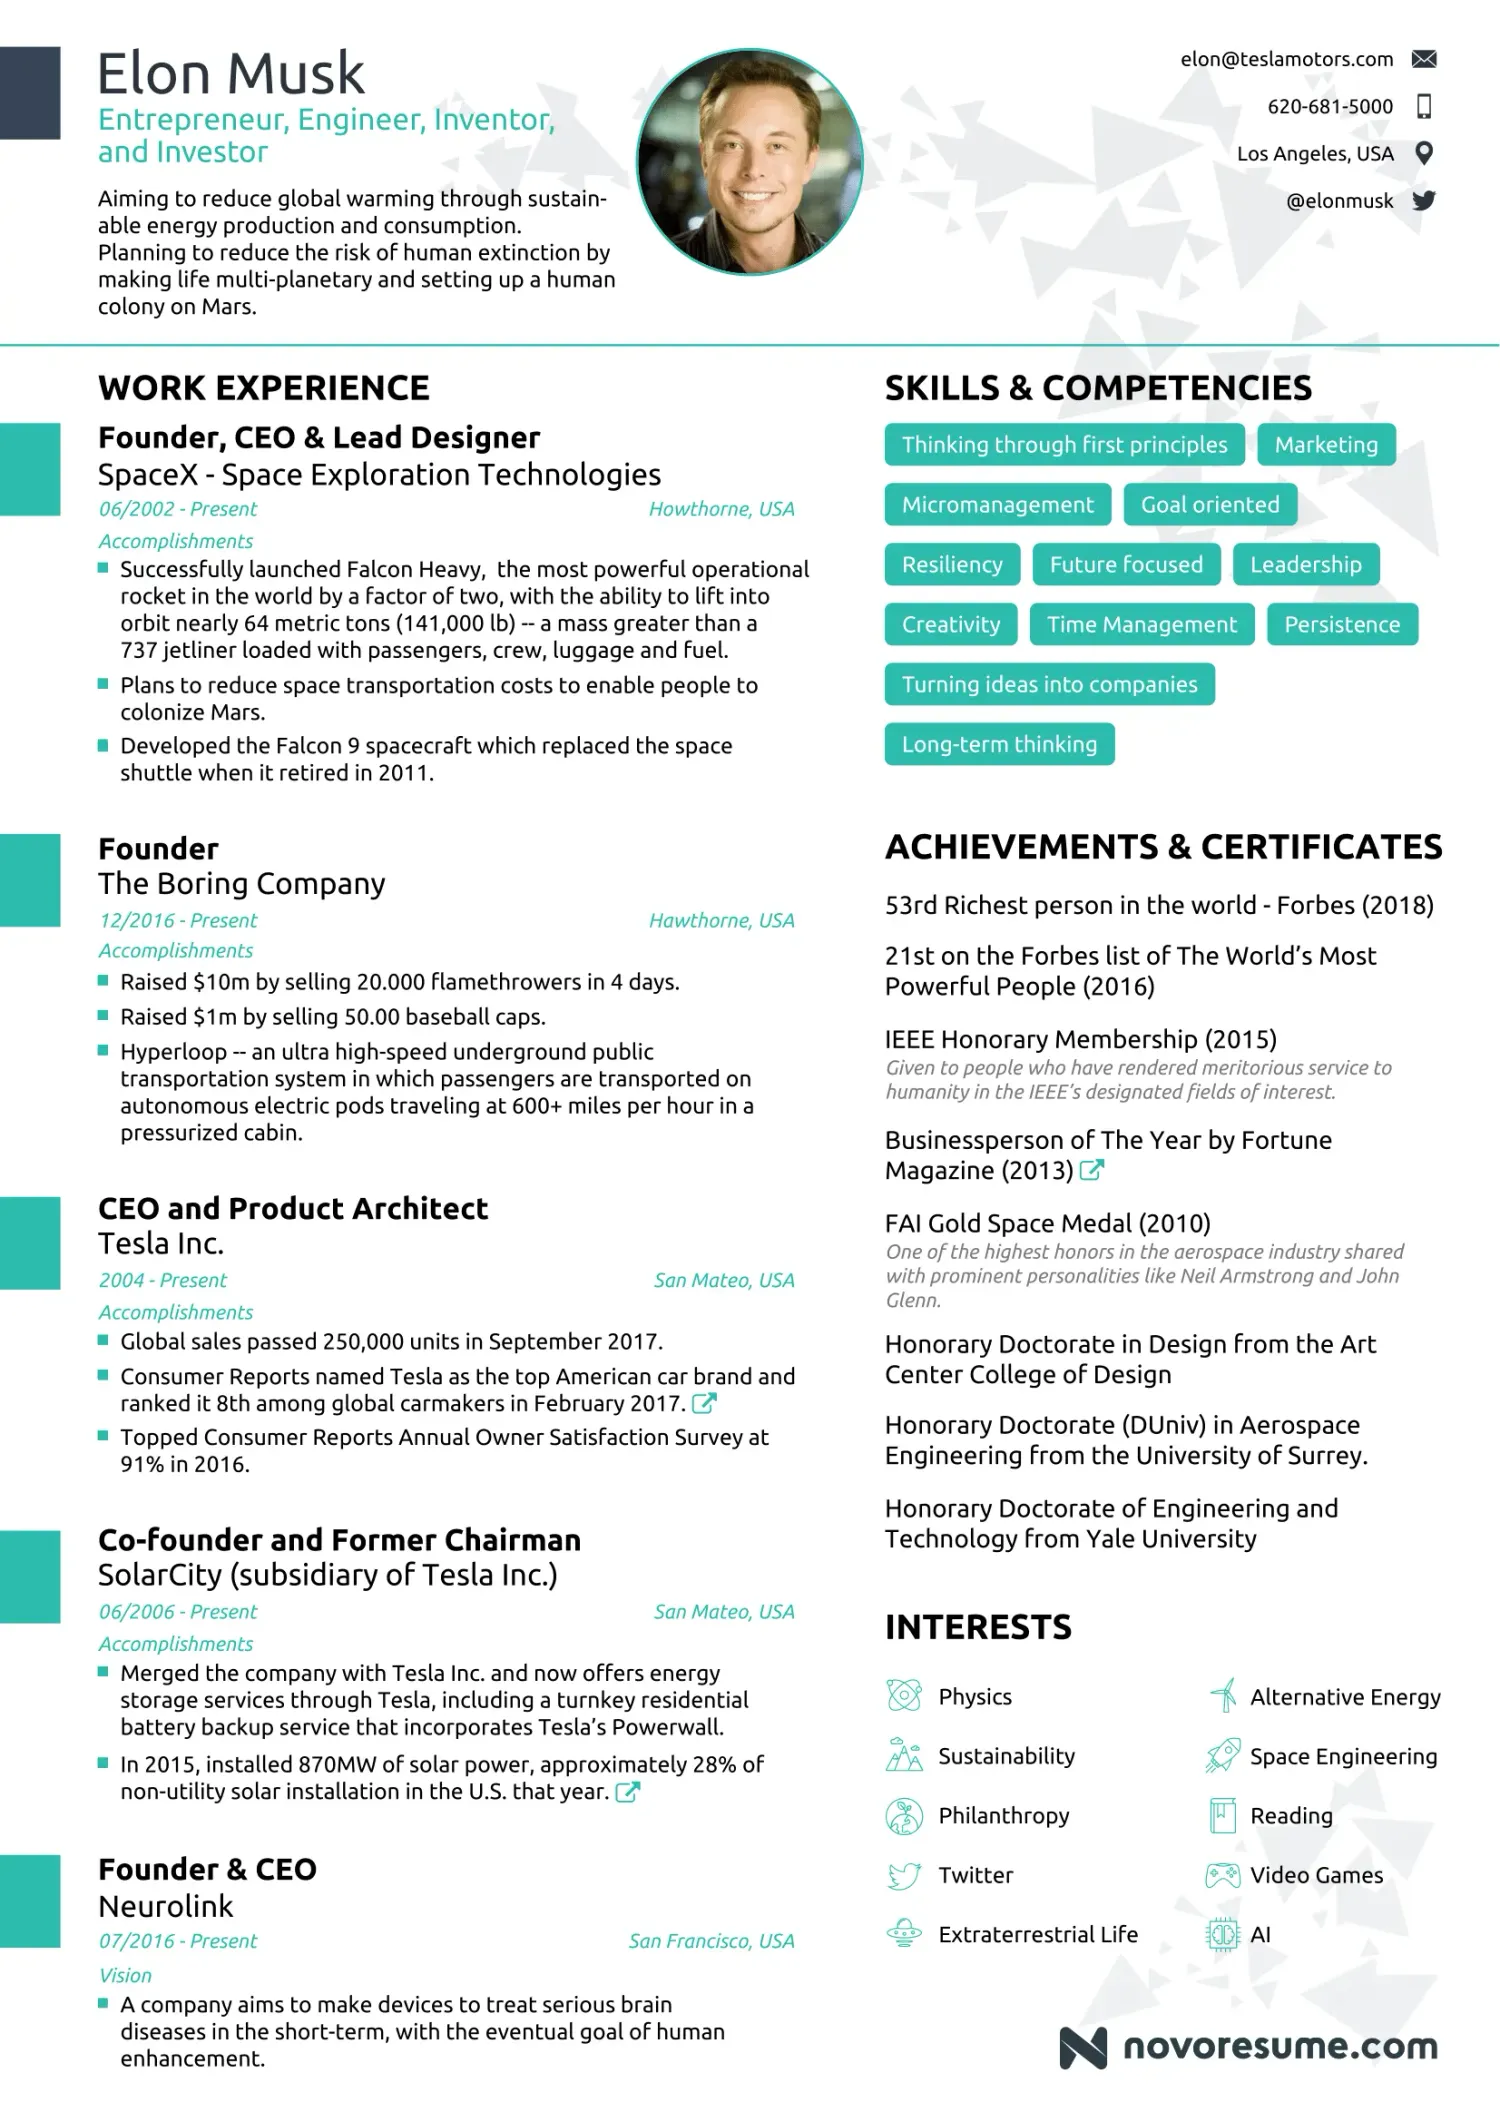 Elon Musk
Entrepreneur, Engineer, Inventor,
and Investor
Aiming to reduce global warming through sustain-
able energy production and consumption.
Planning to reduce the risk of human extinction by
making life multi-planetary and setting up a human
colony on Mars.
elon@teslamotors.com
620-681-5000
Los Angeles, USA
@elonmusk
WORK EXPERIENCE
Founder, CEO & Lead Designer
SpaceX - Space Exploration Technologies
06/2002 - Present
Howthorne, USA
Accomplishments
Successfully launched Falcon Heavy, the most powerful operational
rocket in the world by a factor of two, with the ability to lift into
orbit nearly 64 metric tons (141,000 lb) -- a mass greater than a
737 jetliner loaded with passengers, crew, luggage and fuel.
Plans to reduce space transportation costs to enable people to
colonize Mars.
Developed the Falcon 9 spacecraft which replaced the space
shuttle when it retired in 2011.
Founder
The Boring Company
12/2016 - Present
Hawthorne, USA
Accomplishments
Raised $10m by selling 20.000 flamethrowers in 4 days.
Raised $1m by selling 50.00 baseball caps.
Hyperloop -- an ultra high-speed underground public
transportation system in which passengers are transported on
autonomous electric pods traveling at 600+ miles per hour in a
pressurized cabin.
CEO and Product Architect
Tesla Inc.
2004 - Present
San Mateo, USA
Accomplishments
Global sales passed 250,000 units in September 2017.
Consumer Reports named Tesla as the top American car brand and
ranked it 8th among global carmakers in February 2017.
Topped Consumer Reports Annual Owner Satisfaction Survey at
91% in 2016.
Co-founder and Former Chairman
SolarCity (subsidiary of Tesla Inc.)
06/2006 - Present
San Mateo, USA
Accomplishments
Merged the company with Tesla Inc. and now offers energy
storage services through Tesla, including a turnkey residential
battery backup service that incorporates Tesla's Powerwall.
In 2015, installed 870MW of solar power, approximately 28% of
non-utility solar installation in the U.S. that year.
Founder & CEO
Neurolink
07/2016 - Present
San Francisco, USA
Vision
A company aims to make devices to treat serious brain
diseases in the short-term, with the eventual goal of human
enhancement.
SKILLS & COMPETENCIES
Thinking through first principles Marketing
Micromanagement Goal oriented
Resiliency Future focused Leadership
Creativity Time Management Persistence
Turning ideas into companies
Long-term thinking
ACHIEVEMENTS & CERTIFICATES
53rd Richest person in the world - Forbes (2018)
21st on the Forbes list of The World's Most
Powerful People (2016)
IEEE Honorary Membership (2015)
Given to people who have rendered meritorious service to
humanity in the IEEE's designated fields of interest.
Businessperson of The Year by Fortune
Magazine (2013)
FAI Gold Space Medal (2010)
One of the highest honors in the aerospace industry shared
with prominent personalities like Neil Armstrong and John
Glenn.
Honorary Doctorate in Design from the Art
Center College of Design
Honorary Doctorate (DUniv) in Aerospace
Engineering from the University of Surrey.
Honorary Doctorate of Engineering and
Technology from Yale University
INTERESTS
Physics Alternative Energy
Sustainability Space Engineering
Philanthropy Reading
Twitter Video Games
Extraterrestrial Life AI
novoresume.com